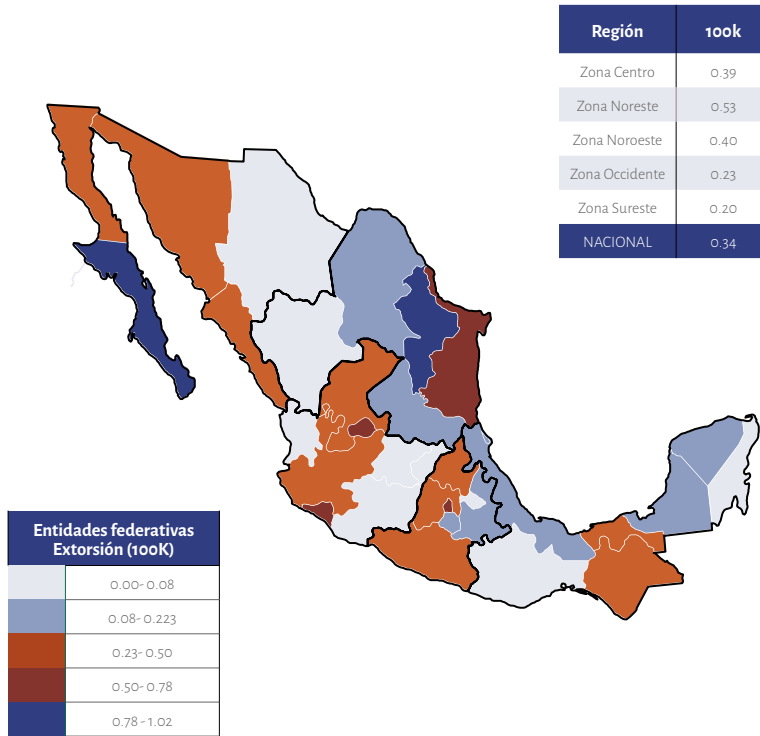 Región 100k
Zona Centro 0.39
Zona Noreste 0.53
Zona Noroeste 0.40
Zona Occidente 0.23
Zona Sureste 0.20
NACIONAL 0.34
Entidades federativas
Extorsión (100K)
0.00- 0.08
0.08- 0.223
0.23- 0.50
0.50- 0.78
0.78 - 1.02